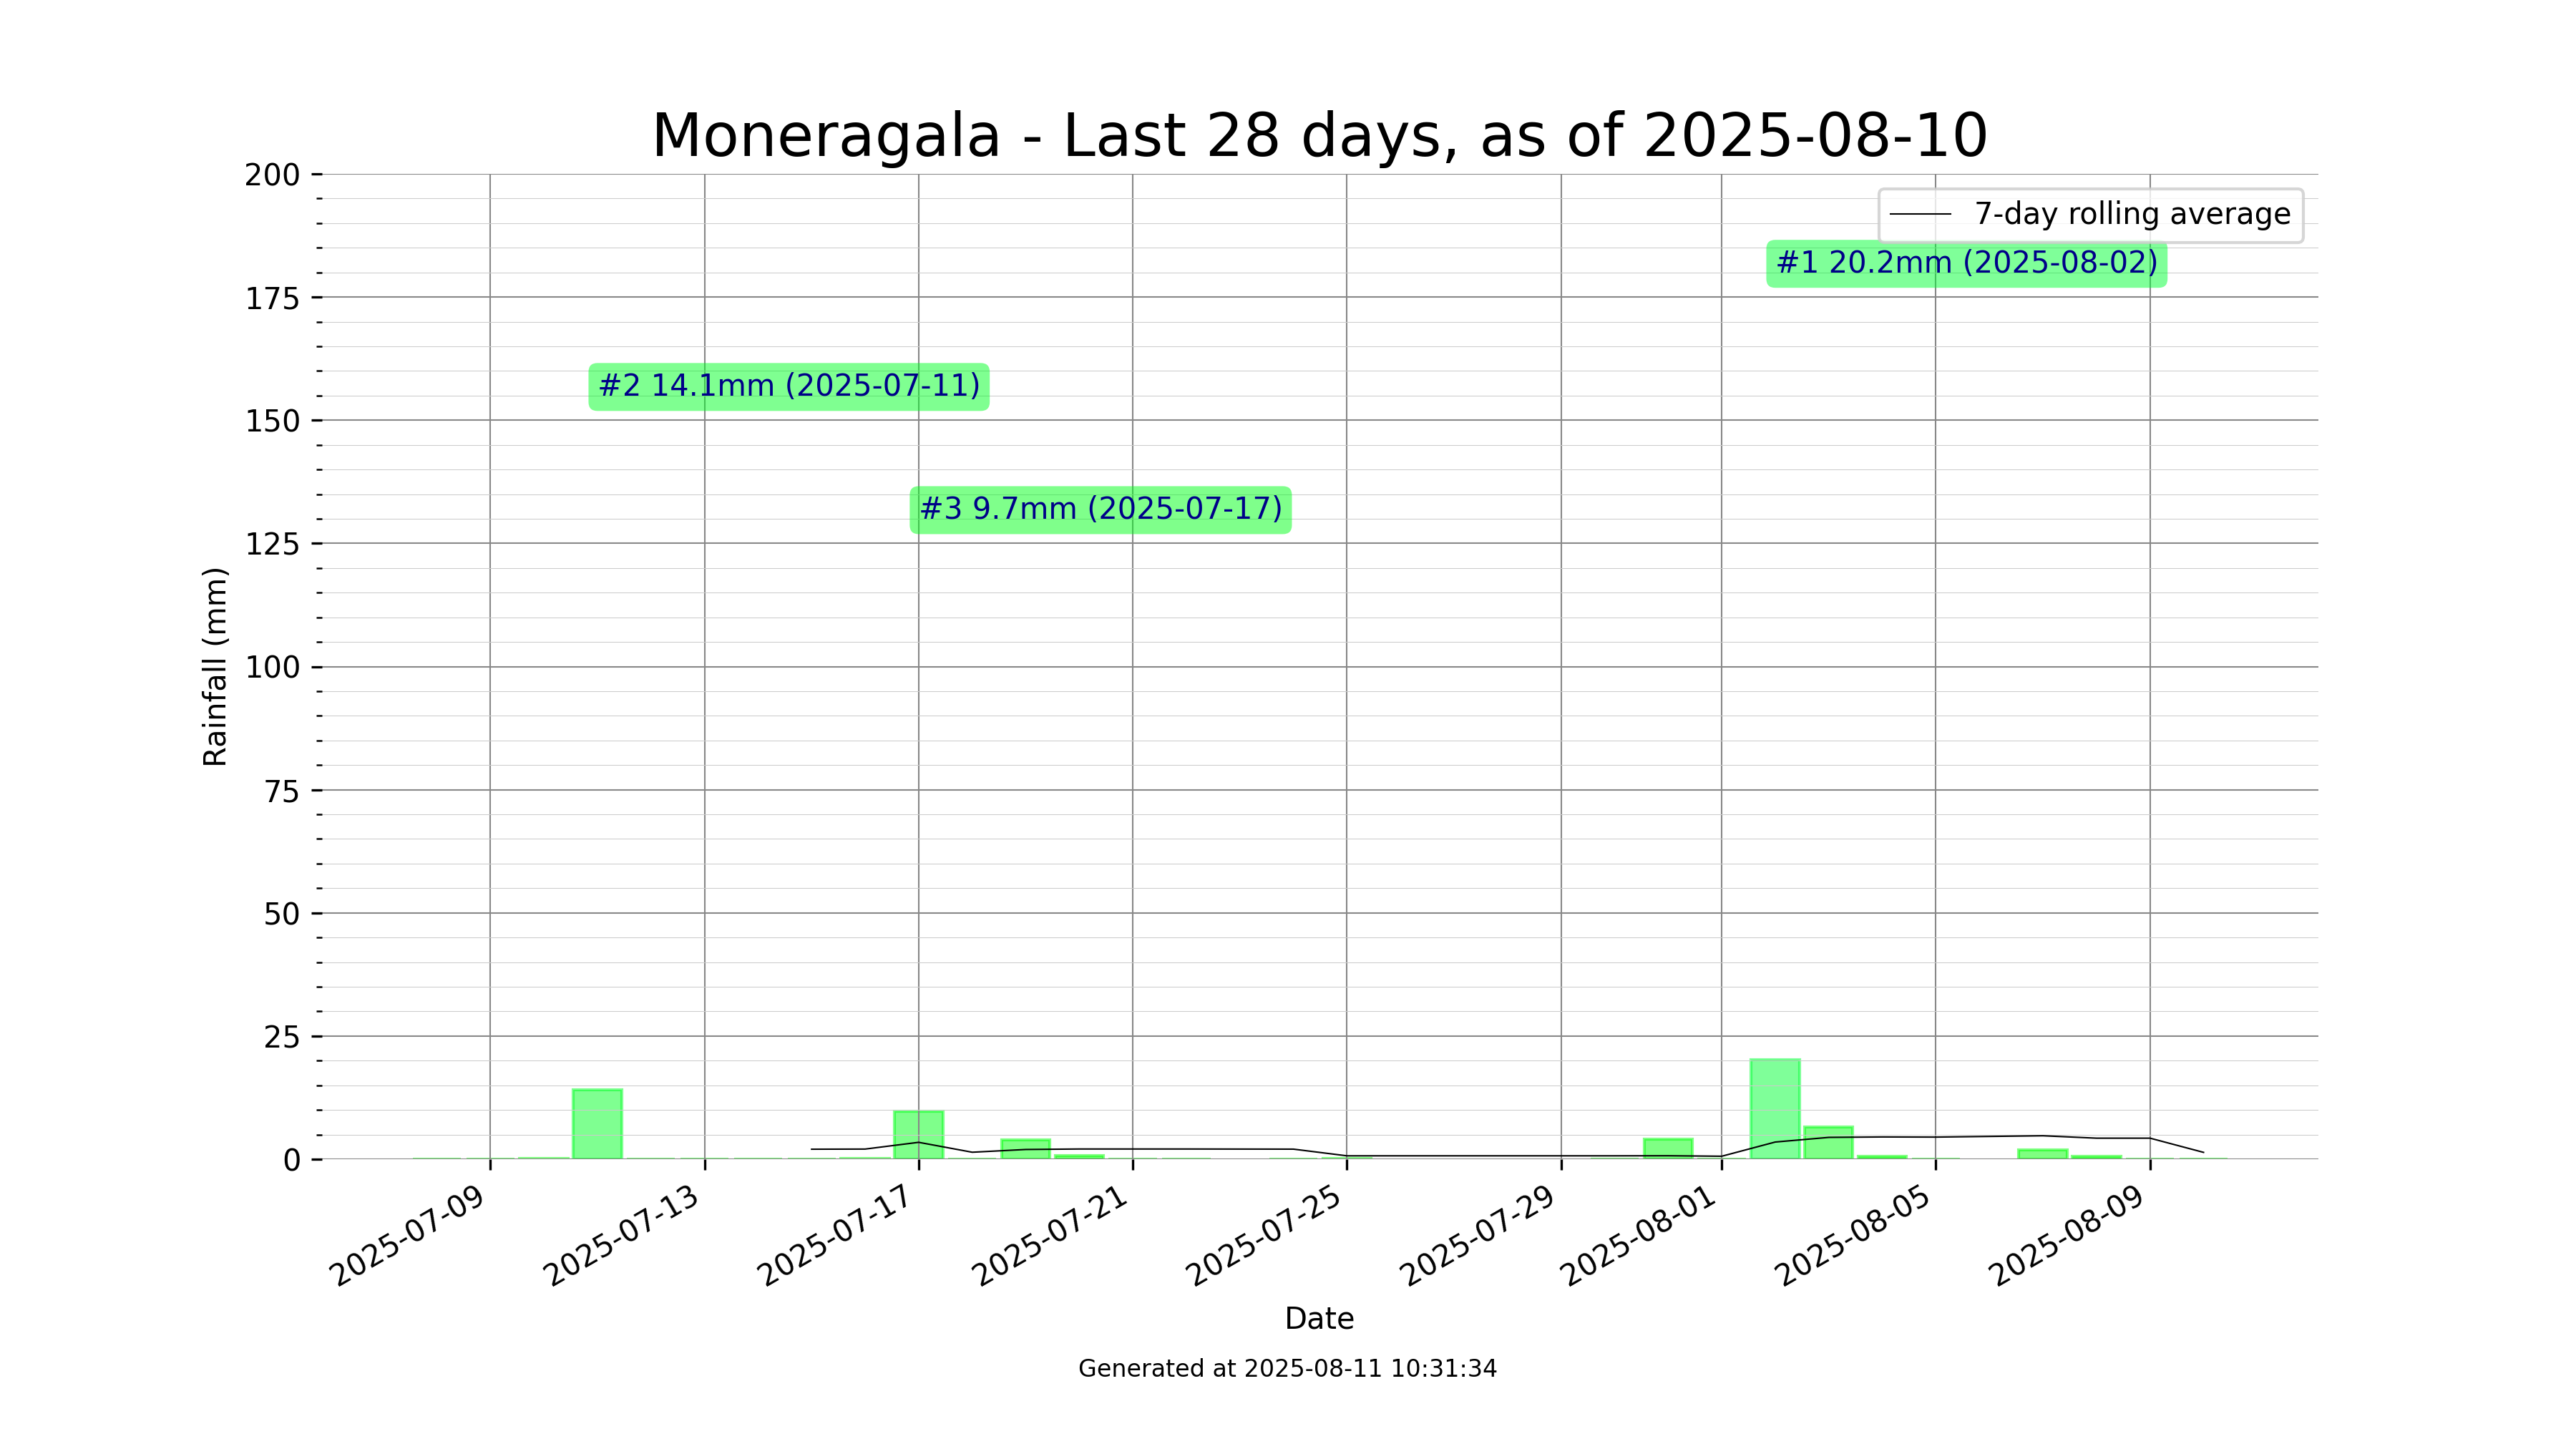 Moneragala - Last 28 days, as of 2025-08-10
7-day rolling average
#1 20.2mm (2025-08-02)
#2 14.1mm (2025-07-11)
#3 9.7mm (2025-07-17)
Rainfall (mm)
200
175
150
125
100
75
50
25
0
2025-07-09
2025-07-13
2025-07-17
2025-07-21
2025-07-25
2025-07-29
2025-08-01
2025-08-05
2025-08-09
Date
Generated at 2025-08-11 10:31:34